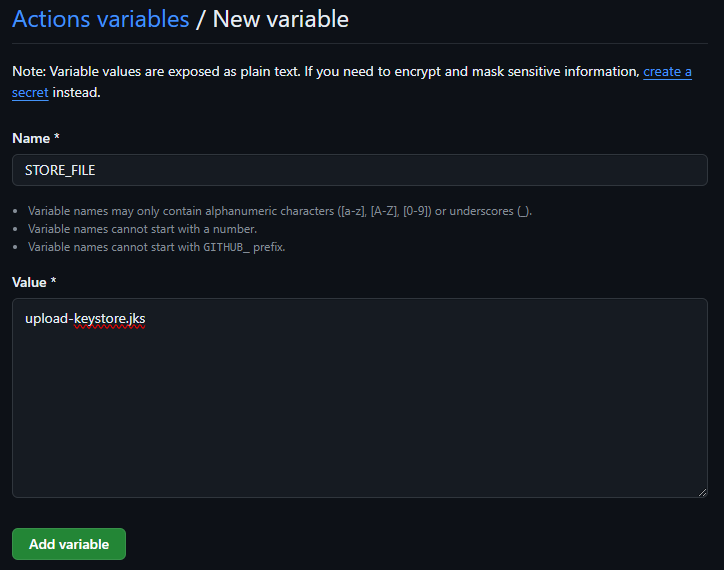 Actions variables / New variable
Note: Variable values are exposed as plain text. If you need to encrypt and mask sensitive information, create a
secret instead.
Name *
STORE_FILE
• Variable names may only contain alphanumeric characters ([a-z], [A-Z], [0-9]) or underscores (_).
• Variable names cannot start with a number.
• Variable names cannot start with GITHUB_ prefix.
Value *
upload-keystore.jks
Add variable